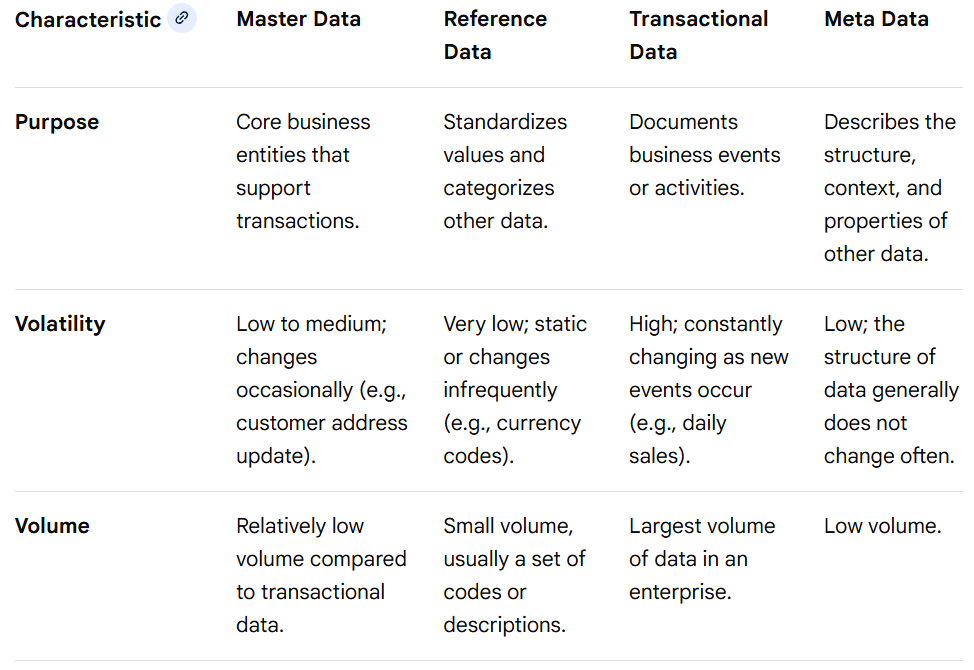 Characteristic Master Data Reference Data Transactional Data Meta Data
Purpose
Core business
entities that
support
transactions.
Standardizes
values and
categorizes
other data.
Documents
business events
or activities.
Describes the
structure,
context, and
properties of
other data.
Volatility
Low to medium;
changes
occasionally (e.g.,
customer address
update).
Very low; static
or changes
infrequently
(e.g., currency
codes).
High; constantly
changing as new
events occur
(e.g., daily
sales).
Low; the
structure of
data generally
does not
change often.
Volume
Relatively low
volume compared
to transactional
data.
Small volume,
usually a set of
codes or
descriptions.
Largest volume
of data in an
enterprise.
Low volume.